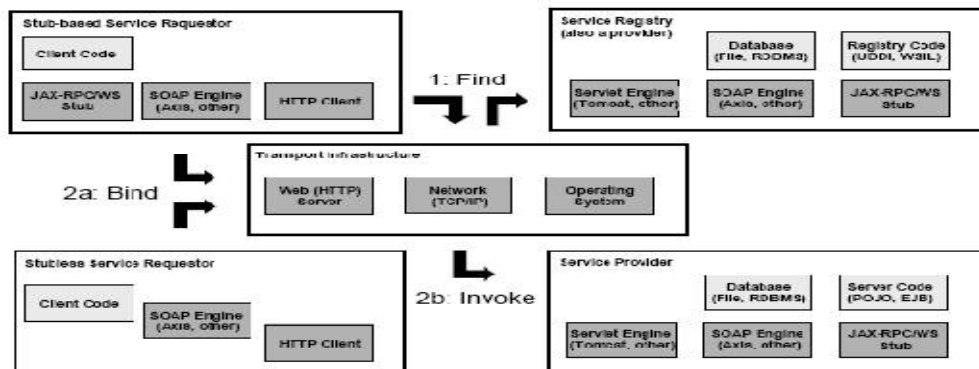 Stub-based Service Requestor
Client Code
JAX-RPC/WS
Stub
SOAP Engine
(Axis, other)
HTTP Client
1: Find
Service Registry
(also a provider)
Database
(File, RDBMS)
Registry Code
(UDDI, WSIL)
Servlet Engine
(Tomcat, other)
SOAP Engine
(Axis, other)
JAX-RPC/WS
Stub
2a: Bind
Transport Infrastructure
Web (HTTP)
Server
Network
(TCP/IP)
Operating
System
Stubless Service Requestor
Client Code
SOAP Engine
(Axis, other)
HTTP Client
2b: Invoke
Service Provider
Database
(File, RDBMS)
Server Code
(POJO, EJB)
Servlet Engine
(Tomcat, other)
SOAP Engine
(Axis, other)
JAX-RPC/WS
Stub